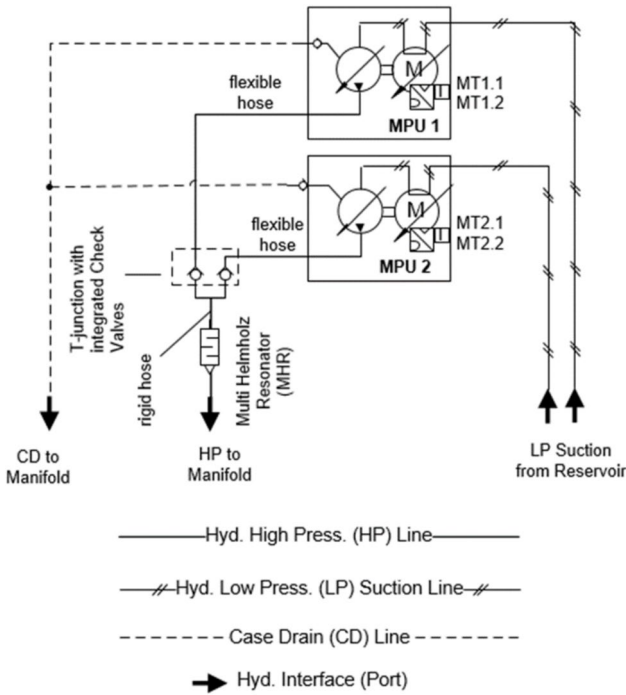 flexible
hose
M
MT1.1
MT1.2
MPU 1
flexible
hose
M
MT2.1
MT2.2
MPU 2
T-junction with
integrated Check
Valves
rigid hose
Multi Helmholz
Resonator
(MHR)
CD to
Manifold
HP to
Manifold
LP Suction
from Reservoir
Hyd. High Press. (HP) Line
Hyd. Low Press. (LP) Suction Line
Case Drain (CD) Line
Hyd. Interface (Port)